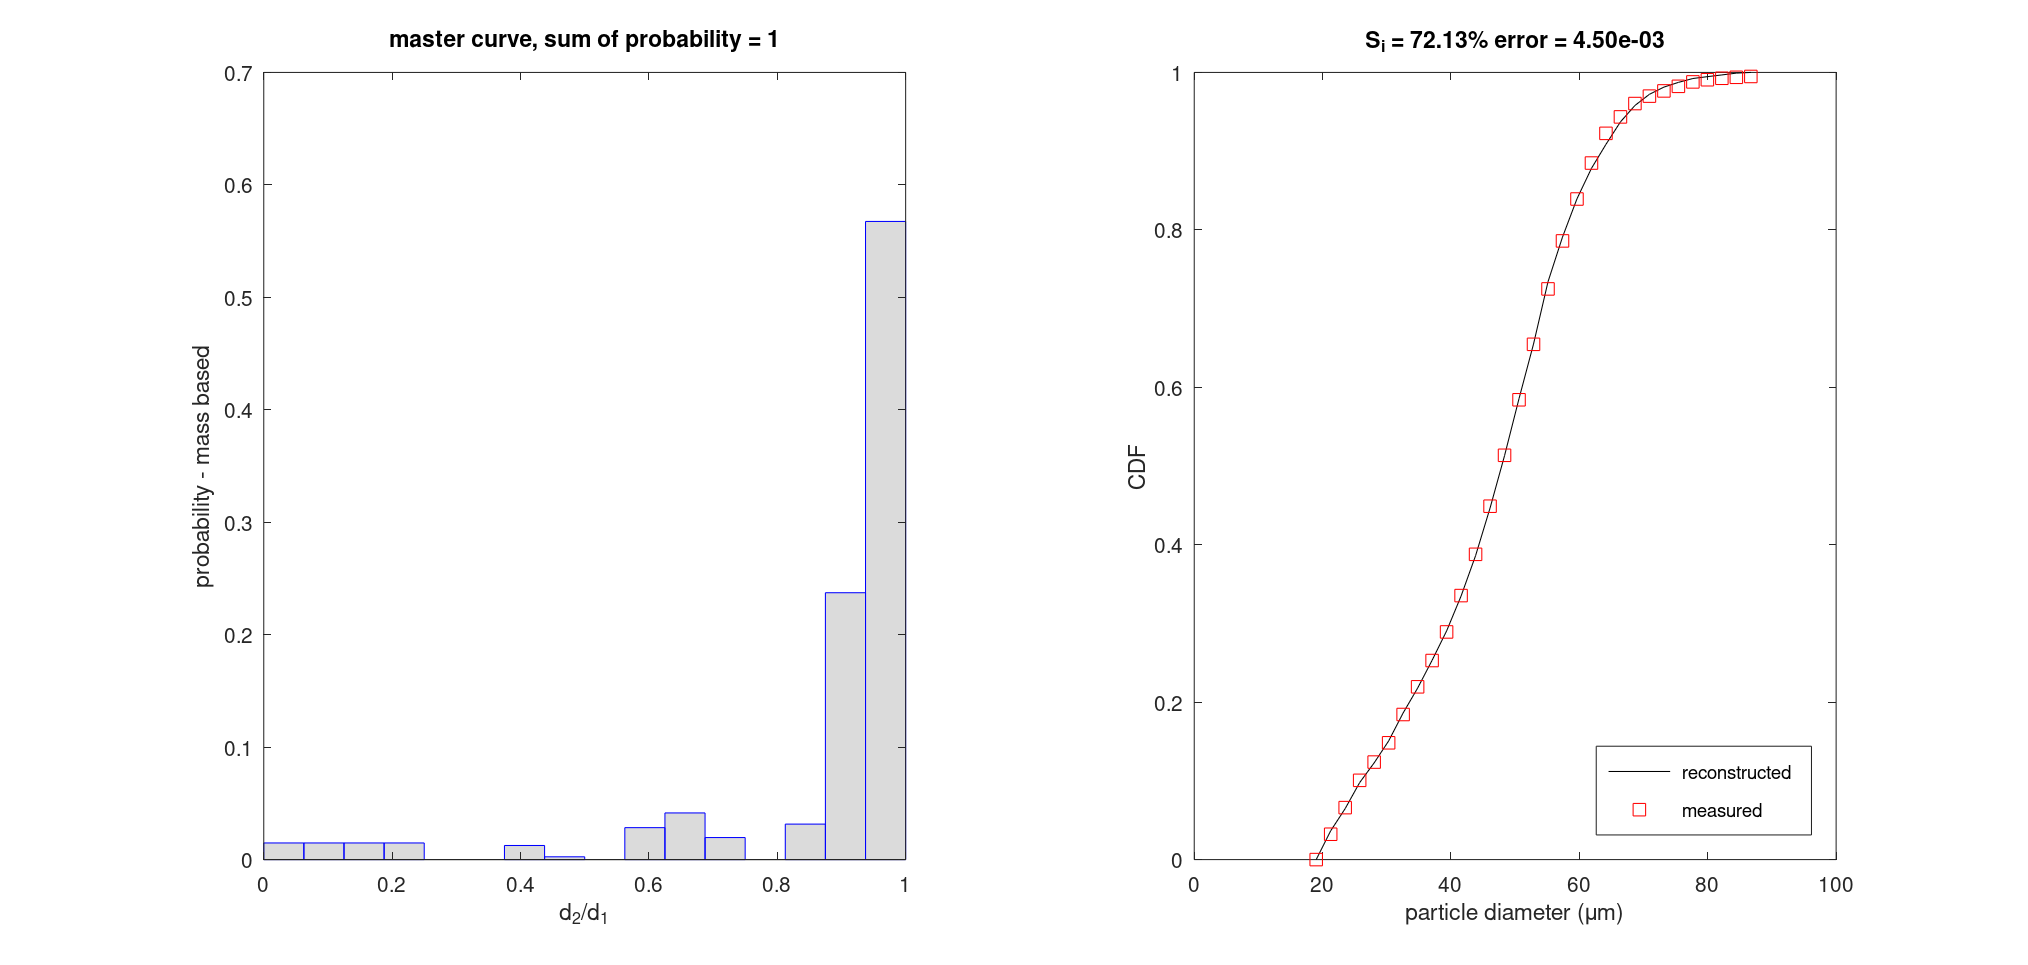 master curve, sum of probability = 1
0.7
0.6
0.5
0.4
0.3
0.2
0.1
0
probability - mass based
0 0.2 0.4 0.6 0.8 1
d2/d1
Si = 72.13% error = 4.50e-03
1
0.8
0.6
0.4
0.2
0
CDF
reconstructed
measured
0 20 40 60 80 100
particle diameter (µm)